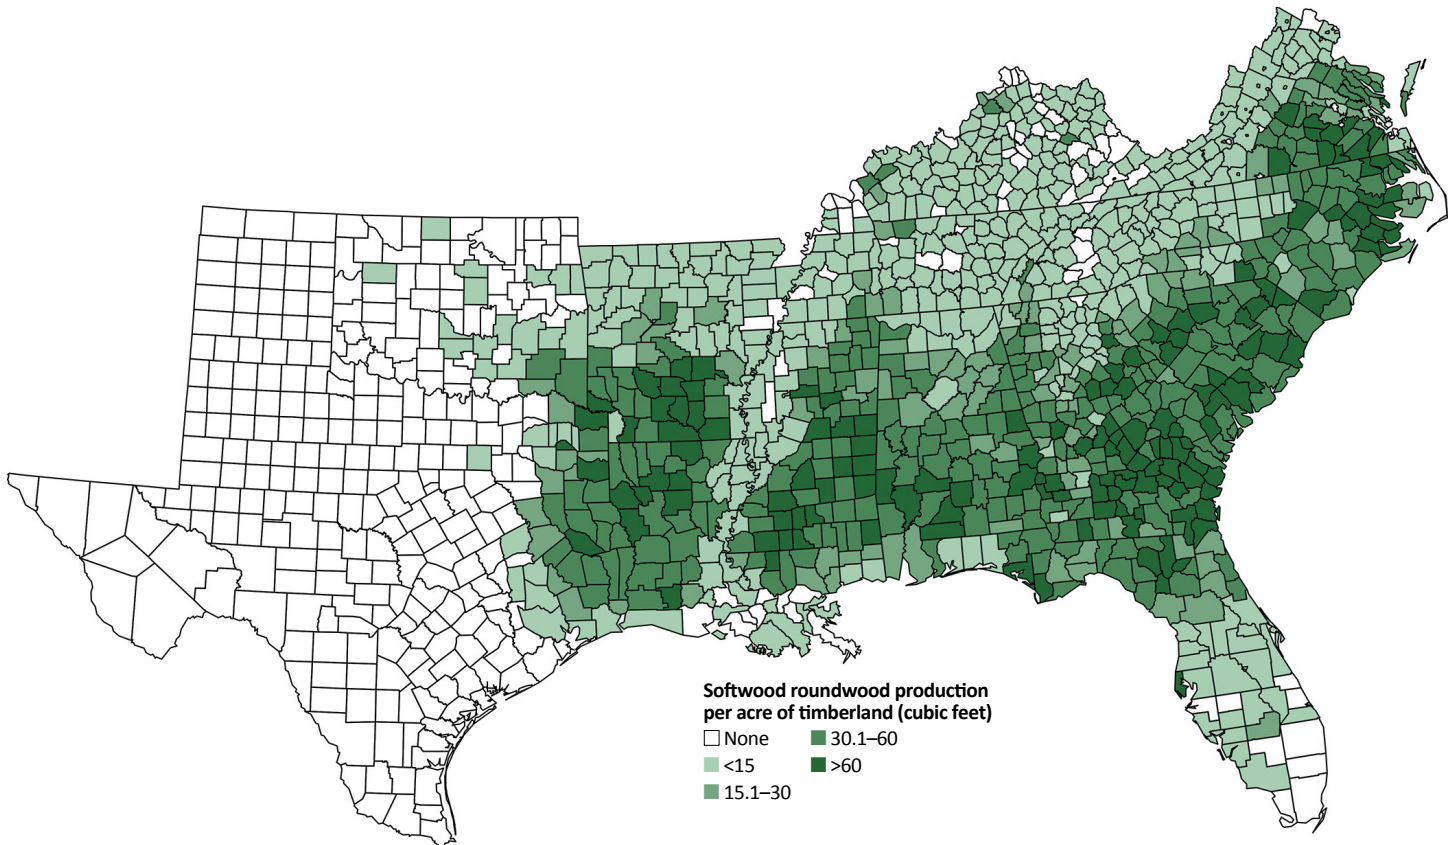 Softwood roundwood production
per acre of timberland (cubic feet)
None
30.1–60
<15
>60
15.1–30